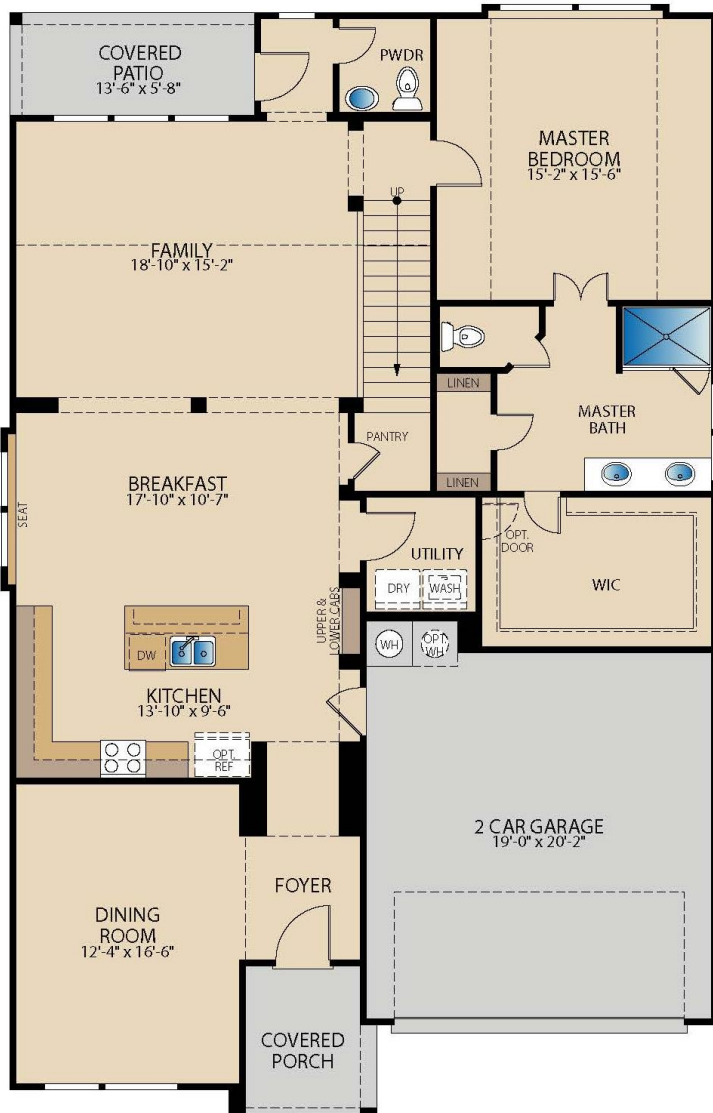 COVERED
PATIO
13'-6" x 5'-8"
PWDR
MASTER
BEDROOM
15'-2" x 15'-6"
UP
FAMILY
18'-10" x 15'-2"
LINEN
MASTER
BATH
PANTRY
BREAKFAST
17'-10" x 10'-7"
LINEN
SEAT
OPT.
DOOR
UTILITY
DRY
WASH
WIC
UPPER &
LOWER CABS
WH
OPT.
WH
DW
KITCHEN
13'-10" x 9'-6"
OPT.
REF
2 CAR GARAGE
19'-0" x 20'-2"
FOYER
DINING
ROOM
12'-4" x 16'-6"
COVERED
PORCH